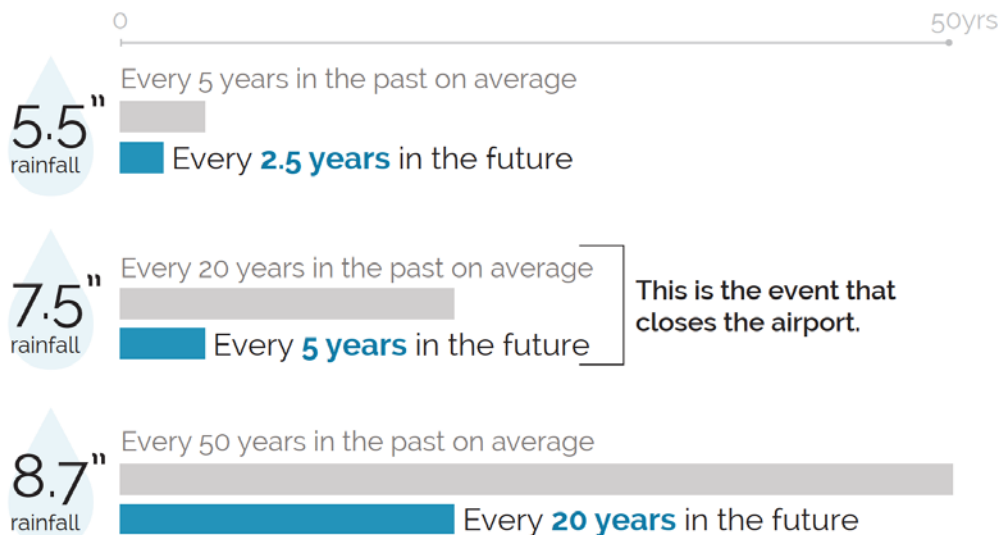 0 50yrs
Every 5 years in the past on average
5.5"
rainfall
Every 2.5 years in the future
Every 20 years in the past on average
7.5"
rainfall
Every 5 years in the future
This is the event that
closes the airport.
Every 50 years in the past on average
8.7"
rainfall
Every 20 years in the future